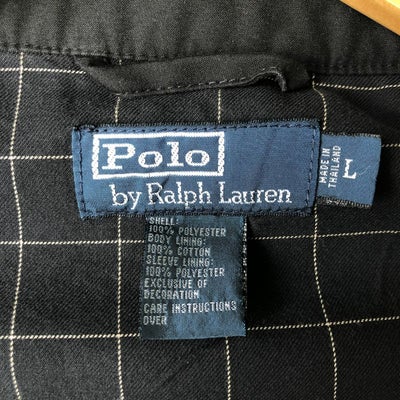 Polo
by Ralph Lauren
MADE IN
THAILAND
L
SHELL:
100% POLYESTER
BODY LINING:
100% COTTON
SLEEVE LINING:
100% POLYESTER
EXCLUSIVE OF
DECORATION
CARE INSTRUCTIONS
OVER